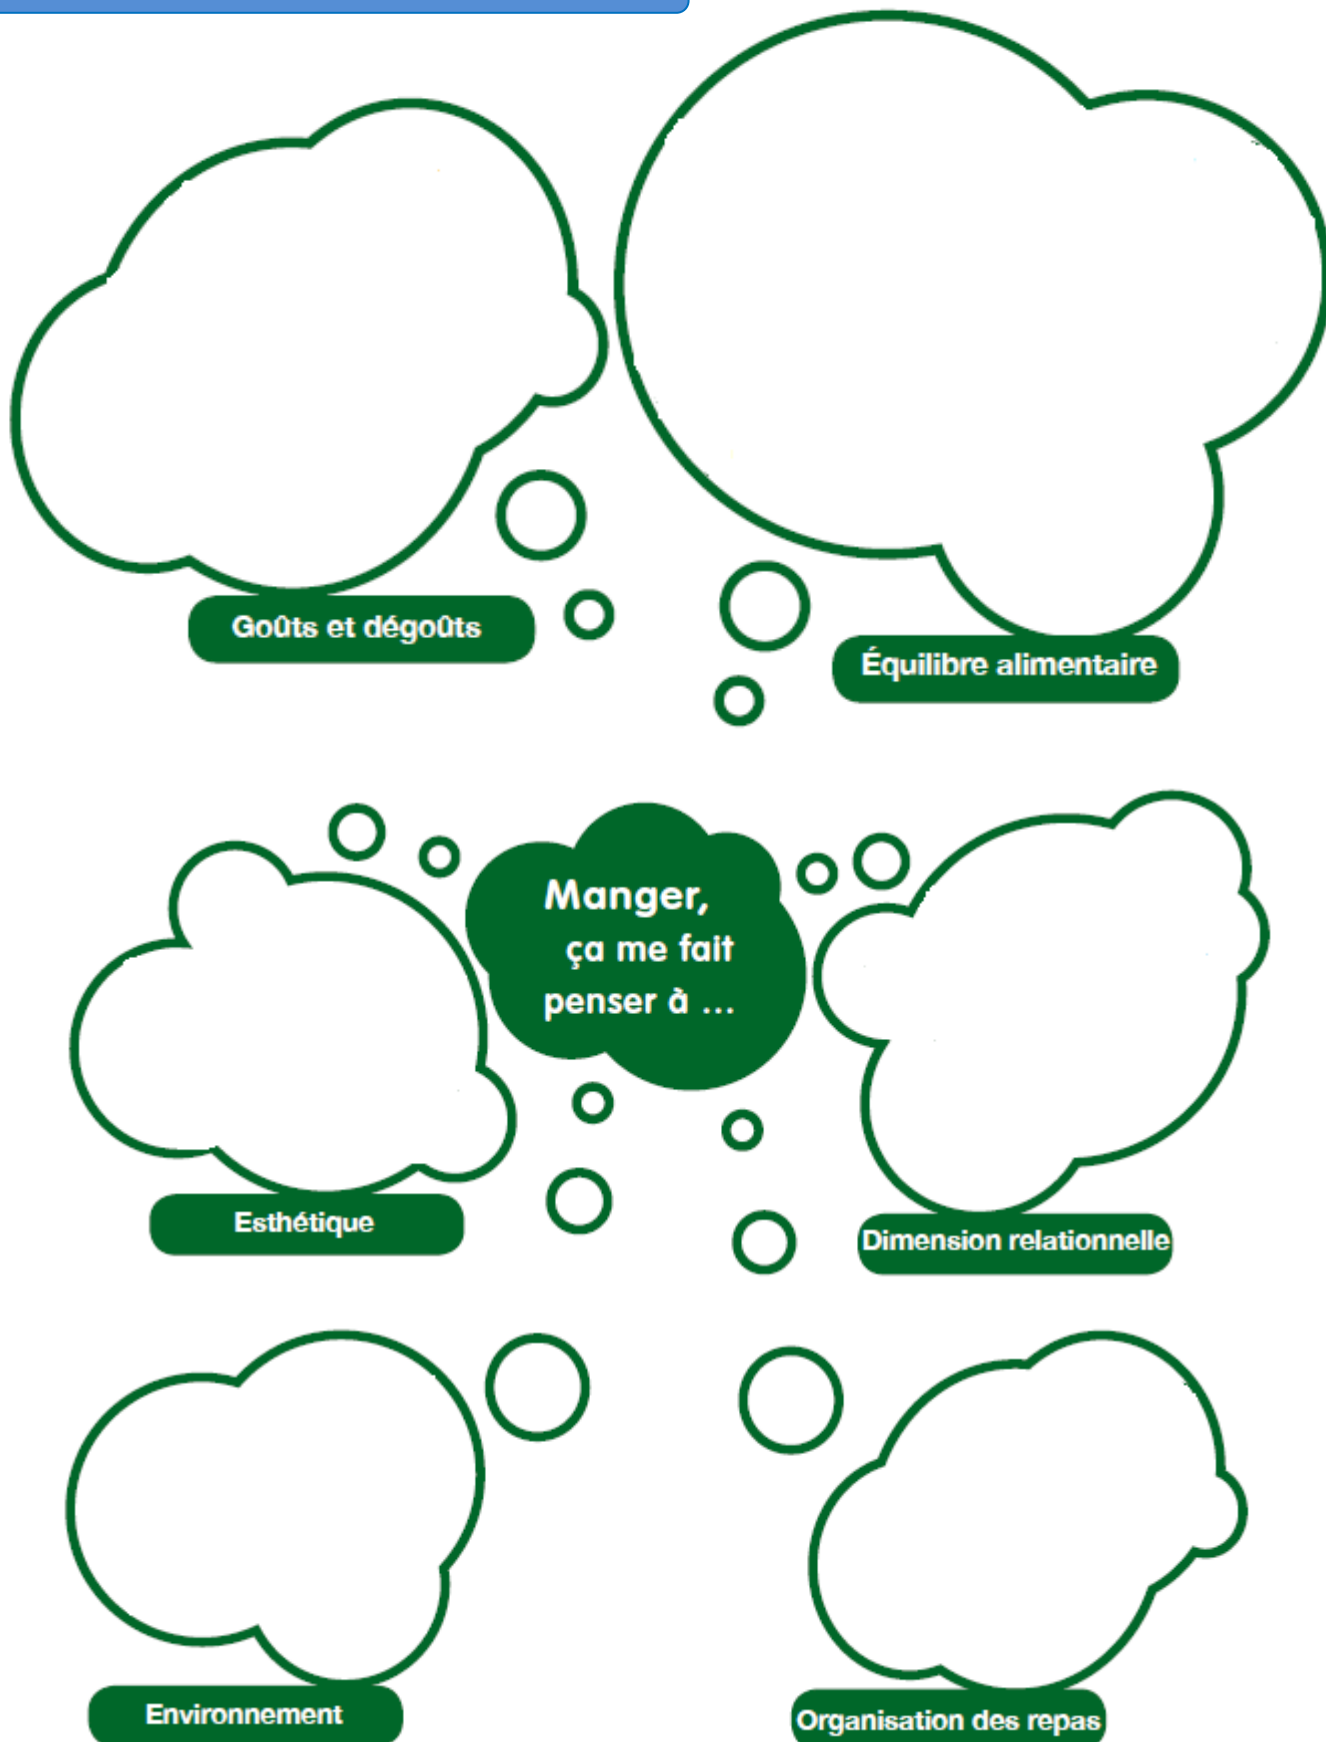 Goûts et dégoûts
Équilibre alimentaire
Manger,
ça me fait
penser à ...
Esthétique
Dimension relationnelle
Environnement
Organisation des repas